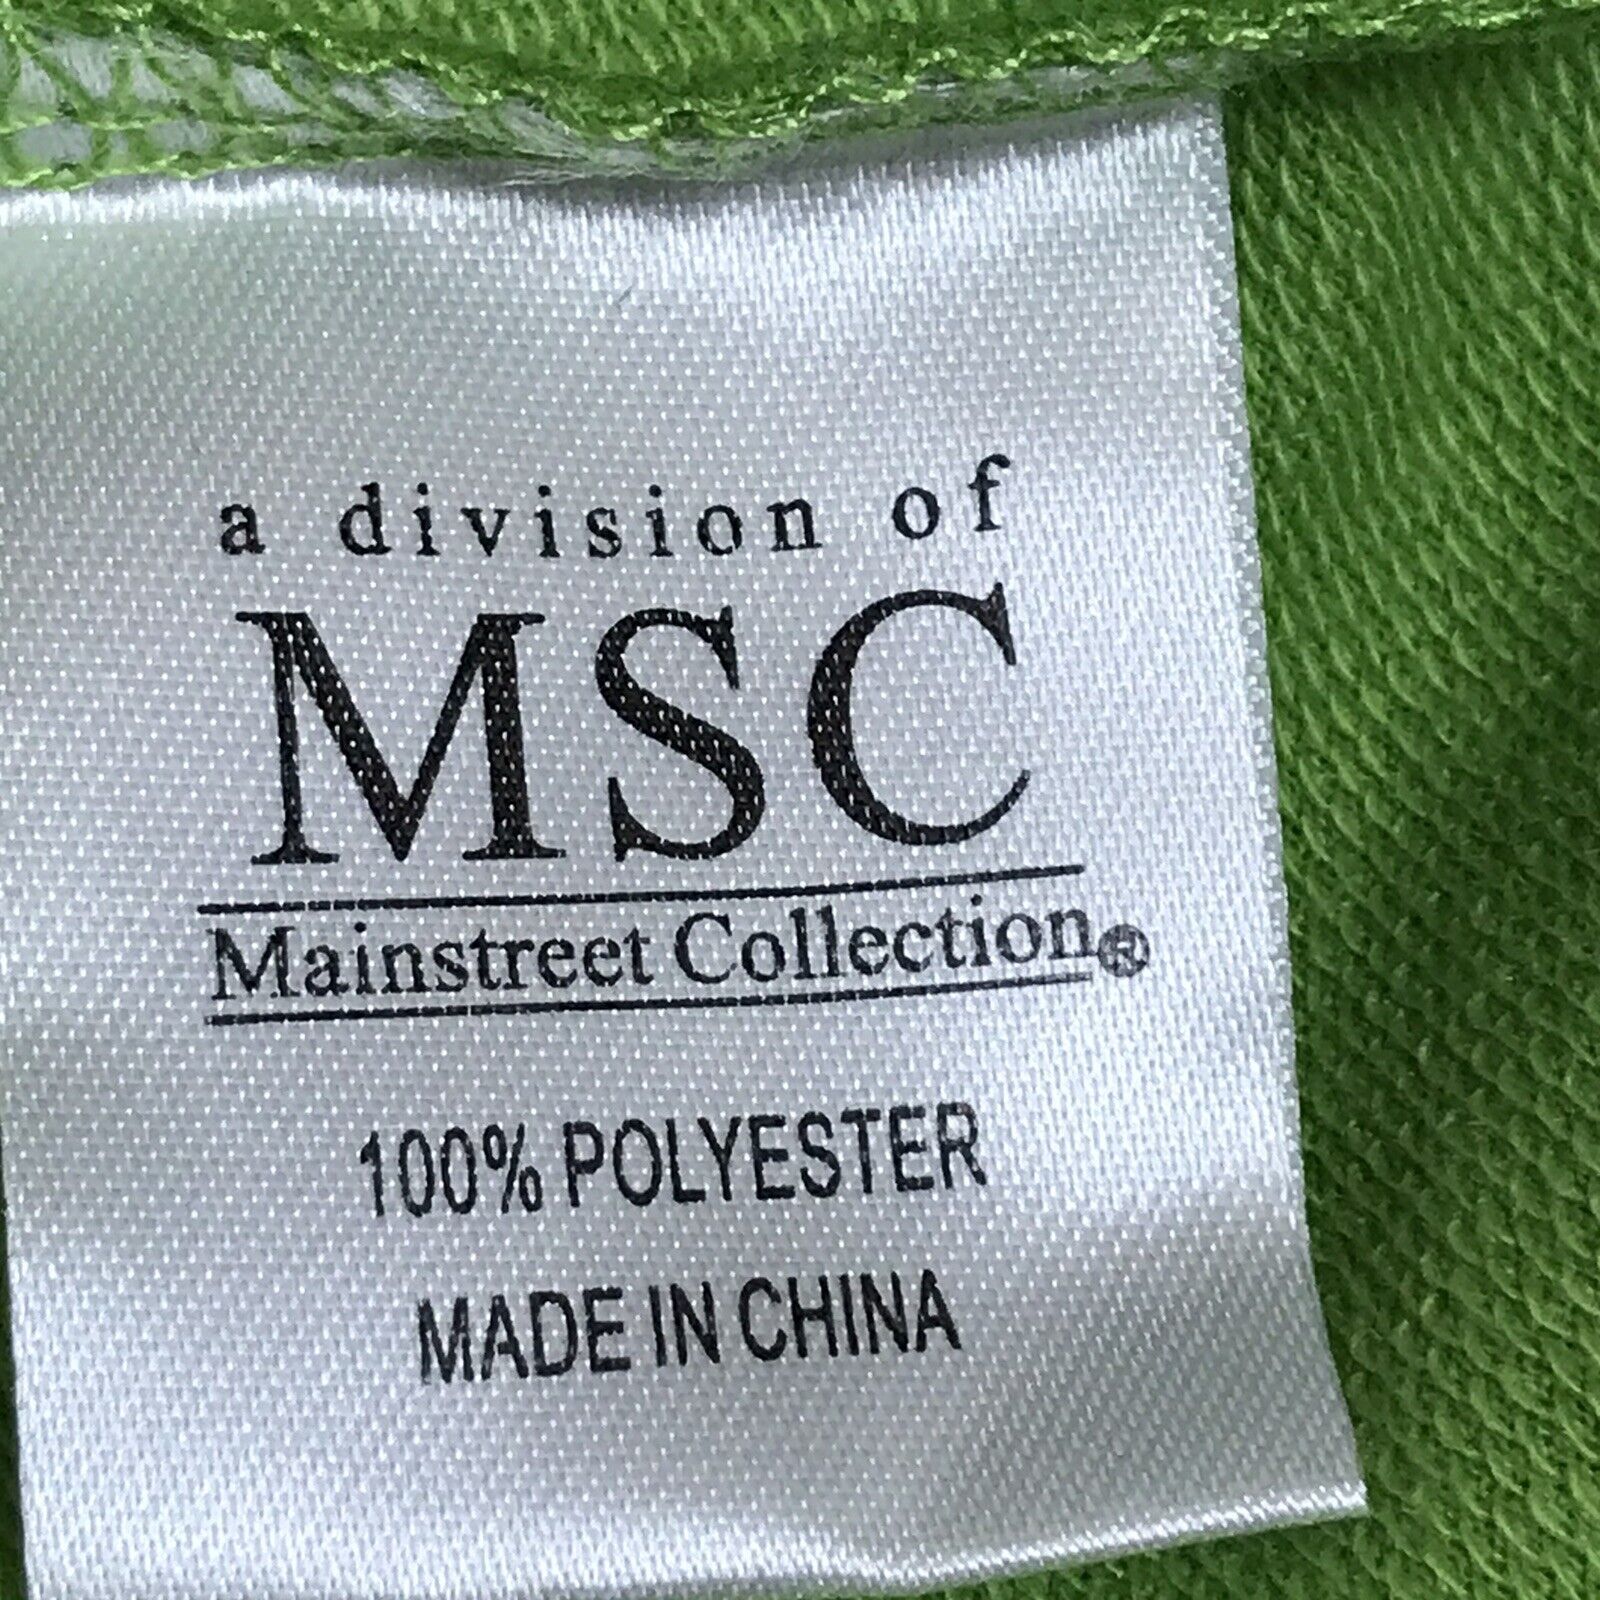 a division of
MSC
Mainstreet Collection®
100% POLYESTER
MADE IN CHINA